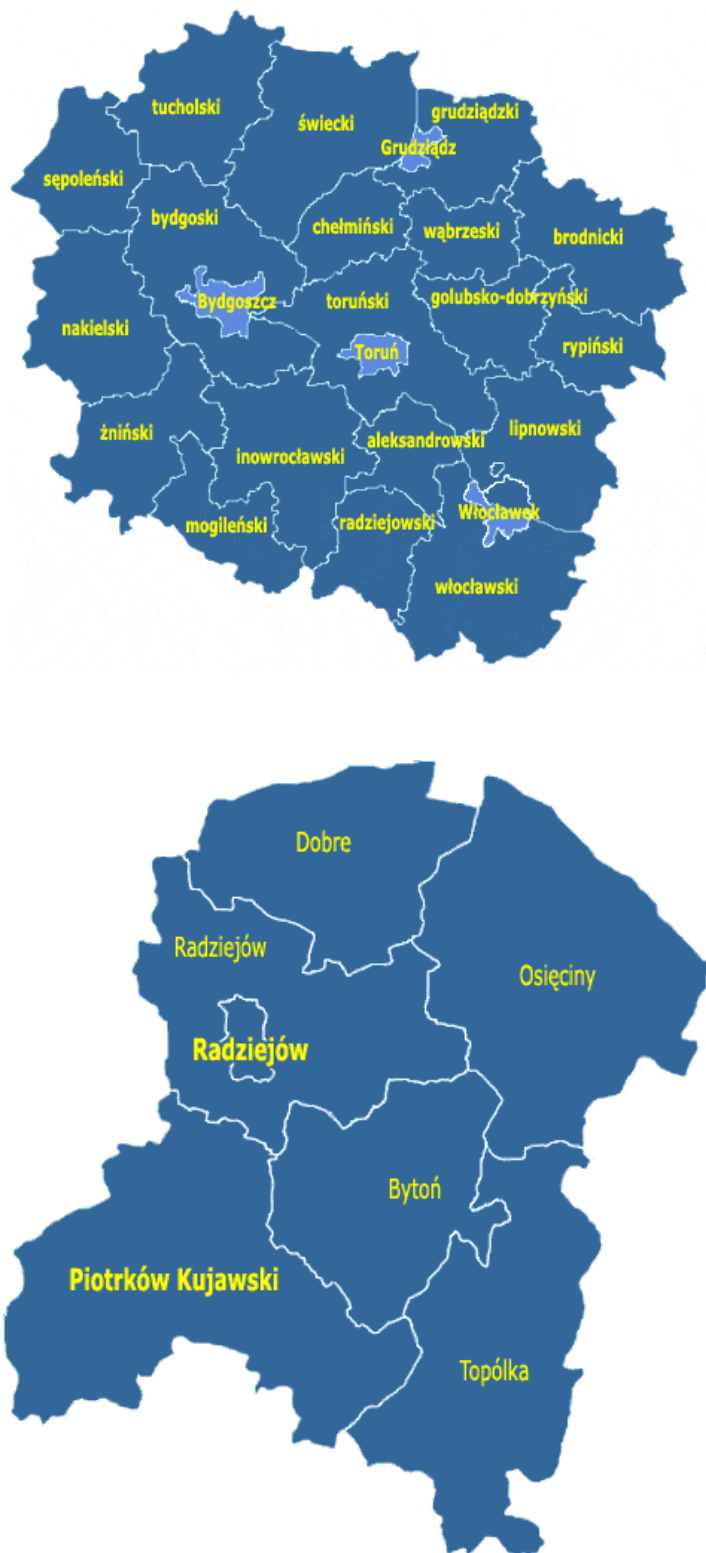 tucholski
grudziądzki
świecki
Grudziądz
sępoleński
bydgoski
chełmiński
wąbrzeski
brodnicki
Bydgoszcz
toruński
golubsko-dobrzyński
nakielski
Toruń
rypiński
żniński
aleksandrowski
lipnowski
inowrocławski
Włocławek
mogileński
radziejowski
włocławski
Dobre
Radziejów
Osięciny
Radziejów
Bytoń
Piotrków Kujawski
Topólka